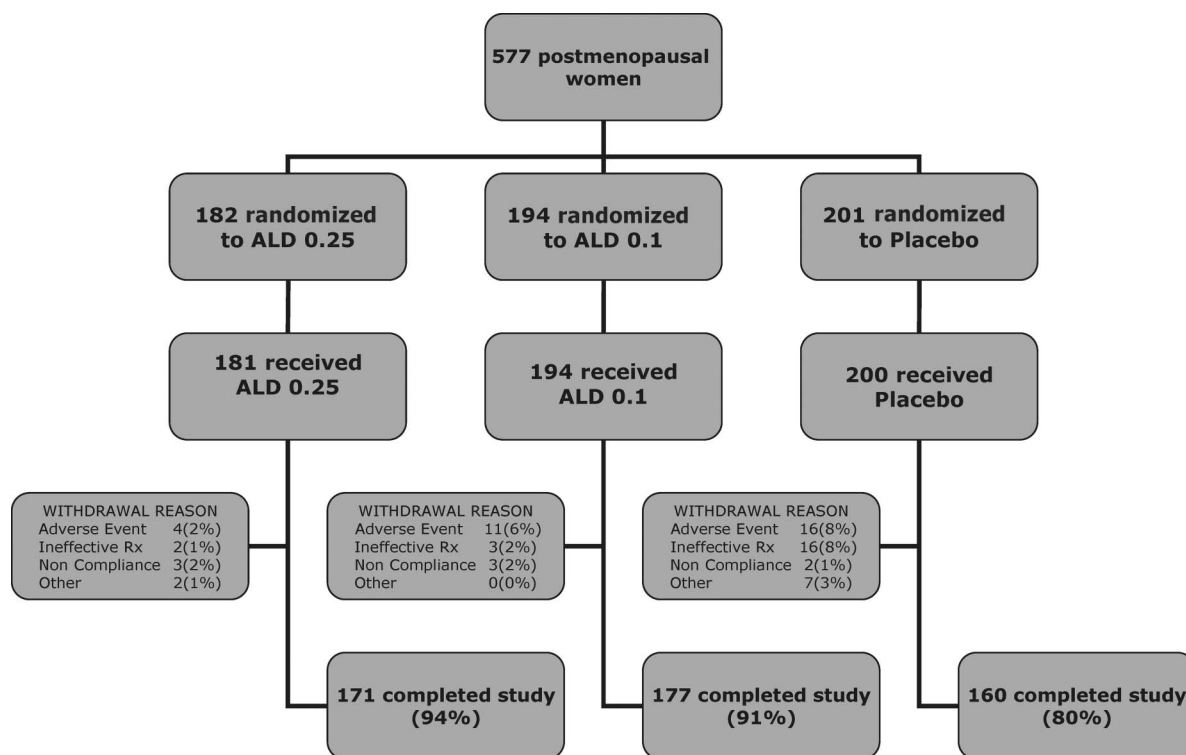 577 postmenopausal
women
182 randomized
to ALD 0.25
194 randomized
to ALD 0.1
201 randomized
to Placebo
181 received
ALD 0.25
194 received
ALD 0.1
200 received
Placebo
WITHDRAWAL REASON
Adverse Event 4(2%)
Ineffective Rx 2(1%)
Non Compliance 3(2%)
Other 2(1%)
WITHDRAWAL REASON
Adverse Event 11(6%)
Ineffective Rx 3(2%)
Non Compliance 3(2%)
Other 0(0%)
WITHDRAWAL REASON
Adverse Event 16(8%)
Ineffective Rx 16(8%)
Non Compliance 2(1%)
Other 7(3%)
171 completed study
(94%)
177 completed study
(91%)
160 completed study
(80%)